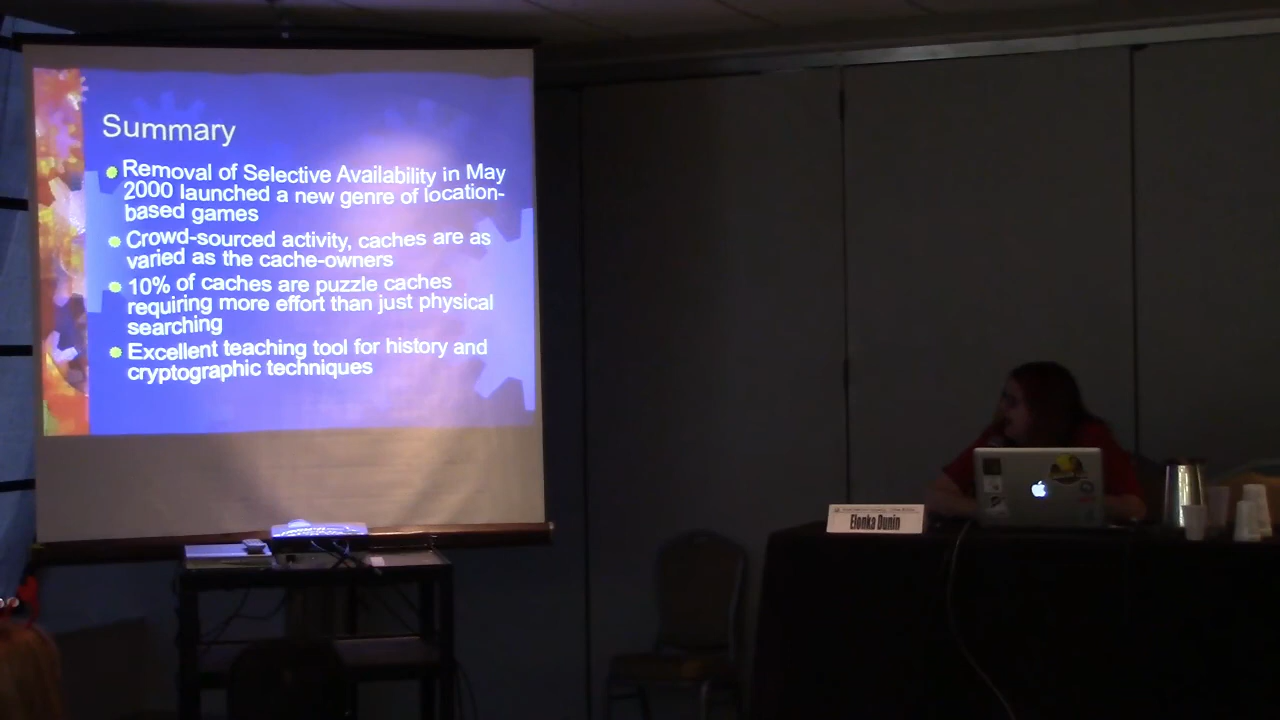 Summary
Removal of Selective Availability in May
2000 launched a new genre of location-
based games
Crowd-sourced activity, caches are as
varied as the cache-owners
10% of caches are puzzle caches
requiring more effort than just physical
searching
Excellent teaching tool for history and
cryptographic techniques
Elonka Dunin